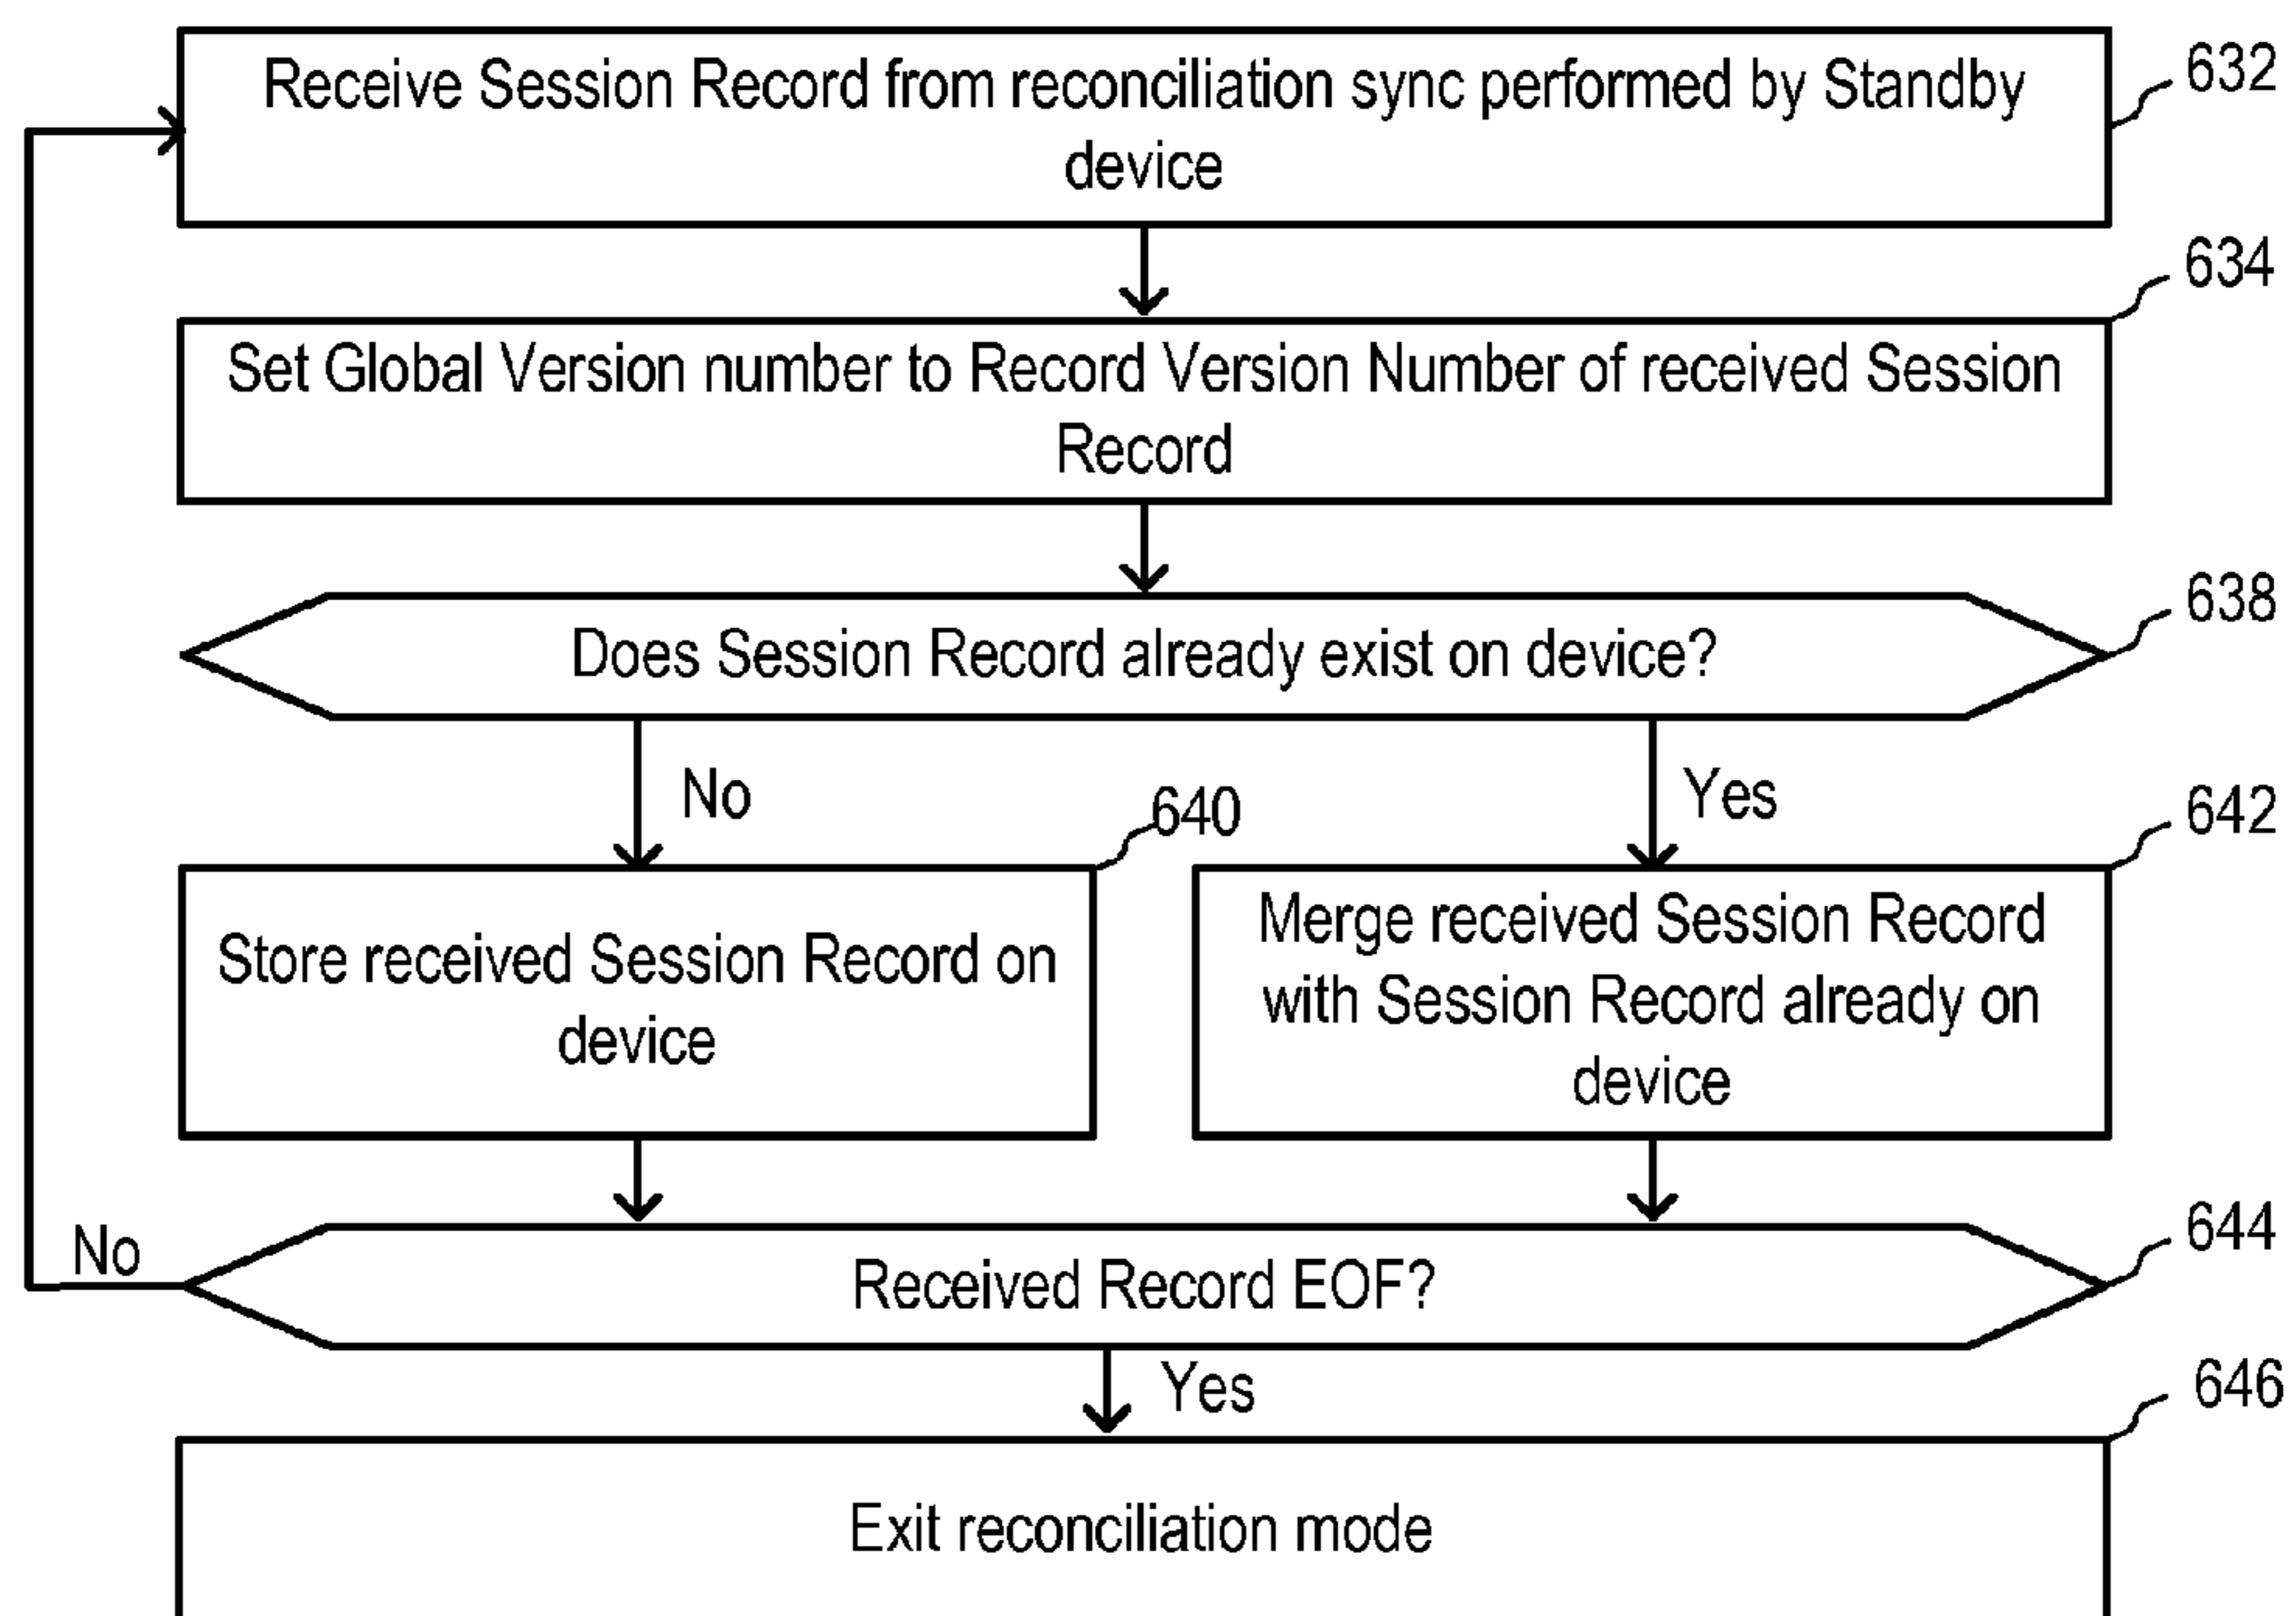 Receive Session Record from reconciliation sync performed by Standby
device
632
634
Set Global Version number to Record Version Number of received Session
Record
638
Does Session Record already exist on device?
No
Yes
640
642
Store received Session Record on
device
Merge received Session Record
with Session Record already on
device
644
No
Received Record EOF?
Yes
646
Exit reconciliation mode